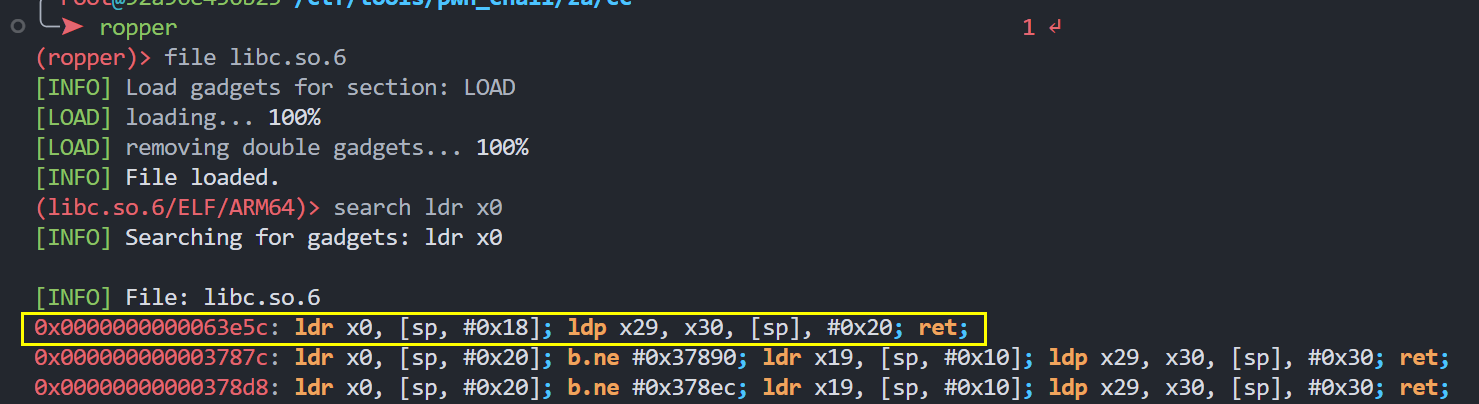 ropper 1 ↲
(ropper)> file libc.so.6
[INFO] Load gadgets for section: LOAD
[LOAD] loading... 100%
[LOAD] removing double gadgets... 100%
[INFO] File loaded.
(libc.so.6/ELF/ARM64)> search ldr x0
[INFO] Searching for gadgets: ldr x0
[INFO] File: libc.so.6
0x0000000000063e5c: ldr x0, [sp, #0x18]; ldp x29, x30, [sp], #0x20; ret;
0x000000000003787c: ldr x0, [sp, #0x20]; b.ne #0x37890; ldr x19, [sp, #0x10]; ldp x29, x30, [sp], #0x30; ret;
0x00000000000378d8: ldr x0, [sp, #0x20]; b.ne #0x378ec; ldr x19, [sp, #0x10]; ldp x29, x30, [sp], #0x30; ret;